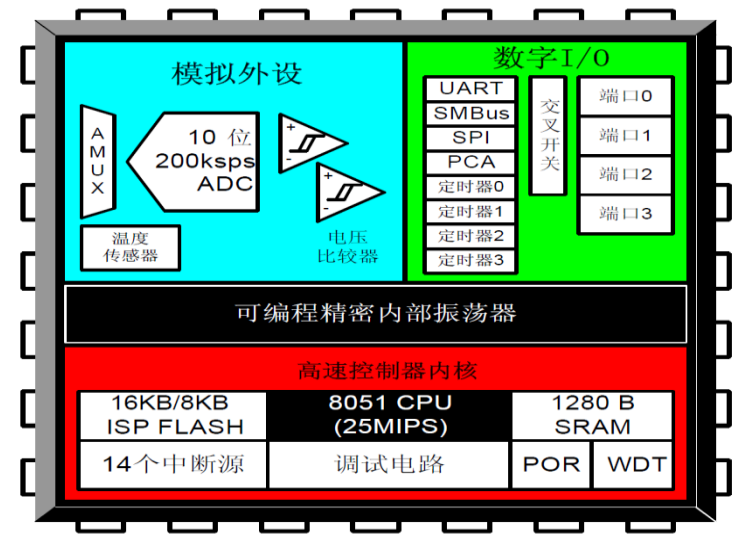 模拟外设
A
M
U
X
10 位
200ksps
ADC
+
-
+
-
温度
传感器
电压
比较器
数字I/O
UART
SMBus
SPI
PCA
定时器0
定时器1
定时器2
定时器3
交
叉
开
关
端口0
端口1
端口2
端口3
可编程精密内部振荡器
高速控制器内核
16KB/8KB
ISP FLASH
8051 CPU
(25MIPS)
1280 B
SRAM
14个中断源
调试电路
POR
WDT